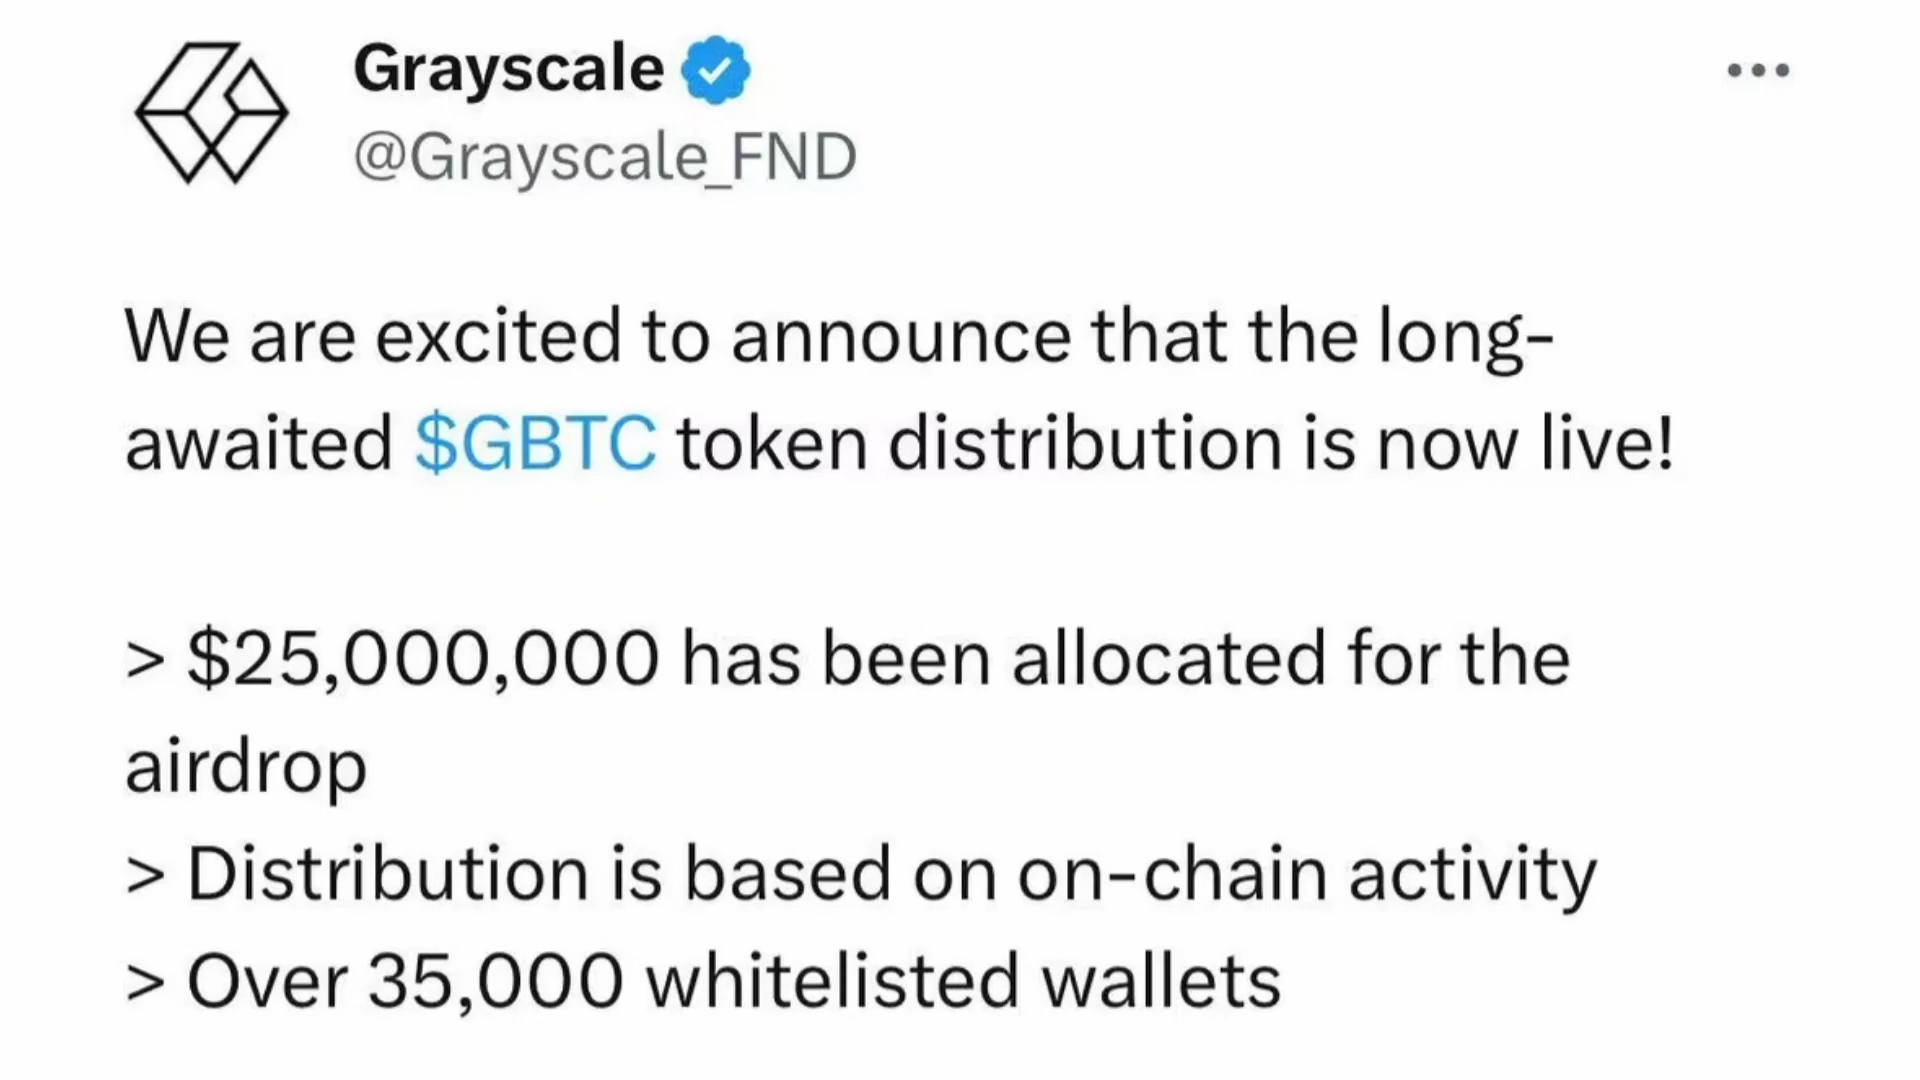 Grayscale
@Grayscale_FND
We are excited to announce that the long-
awaited $GBTC token distribution is now live!
> $25,000,000 has been allocated for the
airdrop
> Distribution is based on on-chain activity
> Over 35,000 whitelisted wallets